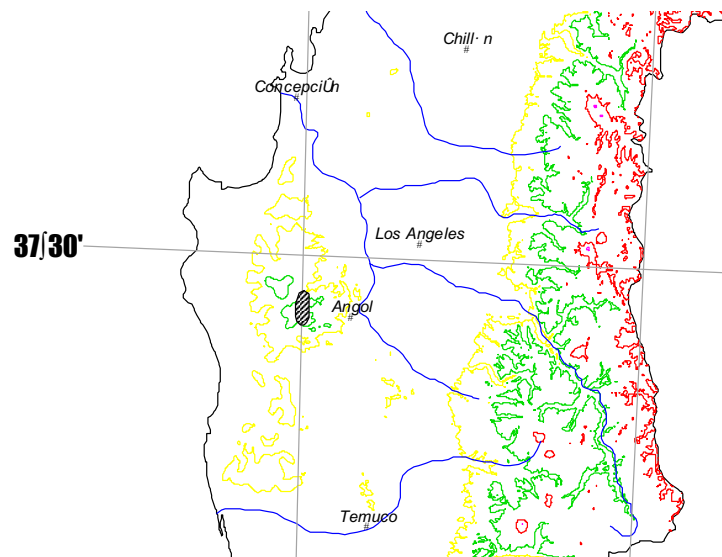 Chill· n
#
ConcepciÛn
#
Los Angeles
#
37∫30'
Angol
#
Temuco
#